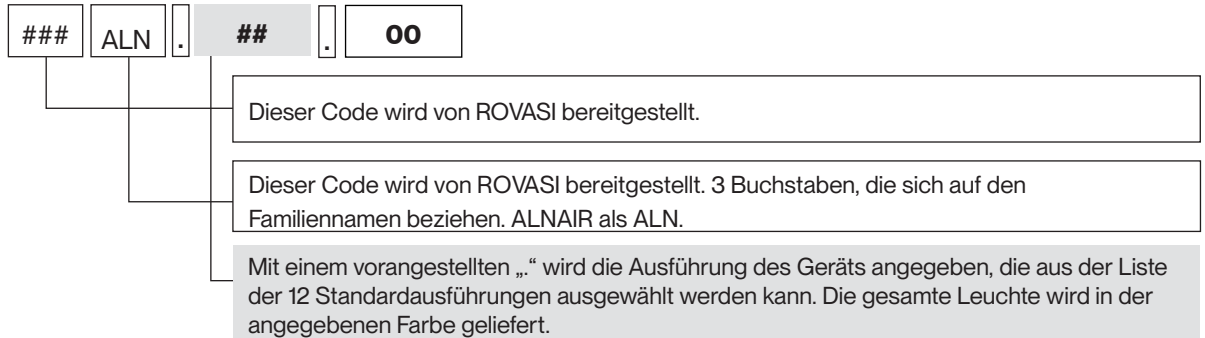 ### ALN . ## . 00
Dieser Code wird von ROVASI bereitgestellt.
Dieser Code wird von ROVASI bereitgestellt. 3 Buchstaben, die sich auf den
Familiennamen beziehen. ALNAIR als ALN.
Mit einem vorangestellten „.“ wird die Ausführung des Geräts angegeben, die aus der Liste
der 12 Standardausführungen ausgewählt werden kann. Die gesamte Leuchte wird in der
angegebenen Farbe geliefert.